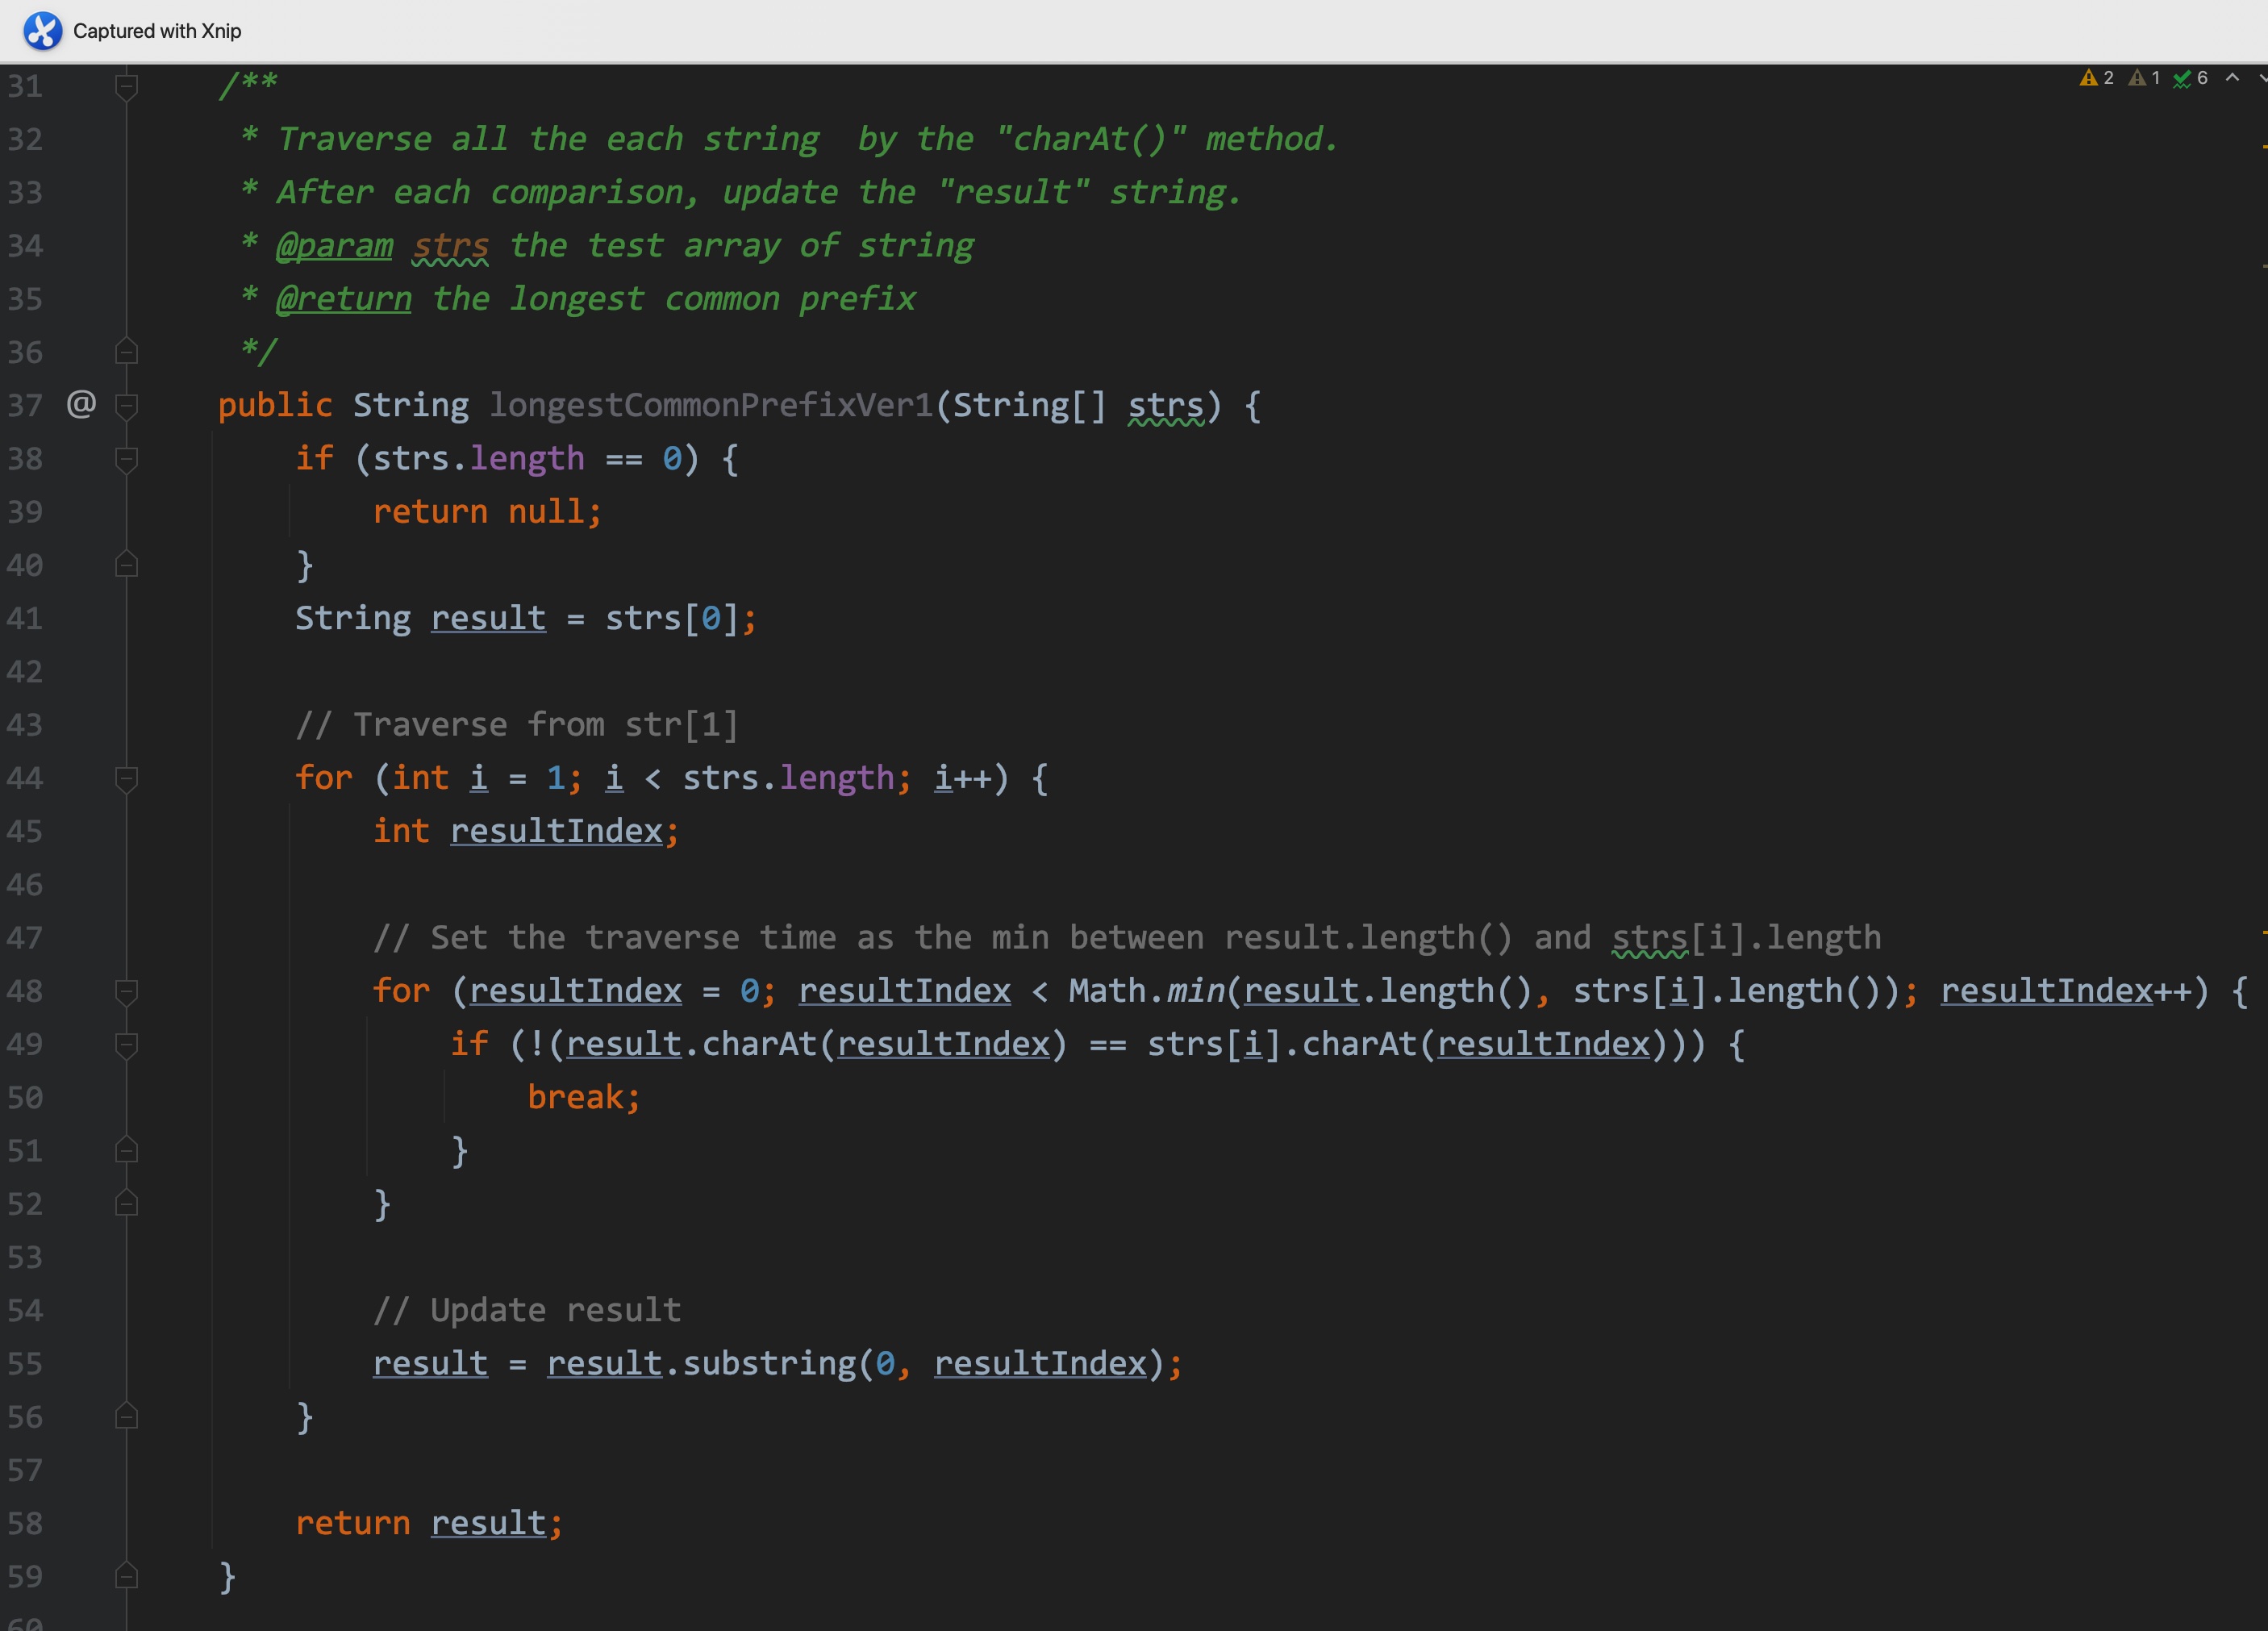 Captured with Xnip
2 1 6
31 /**
32 * Traverse all the each string  by the "charAt()" method.
33 * After each comparison, update the "result" string.
34 * @param strs the test array of string
35 * @return the longest common prefix
36 */
37 @ public String longestCommonPrefixVer1(String[] strs) {
38 if (strs.length == 0) {
39 return null;
40 }
41 String result = strs[0];
42
43 // Traverse from str[1]
44 for (int i = 1; i < strs.length; i++) {
45 int resultIndex;
46
47 // Set the traverse time as the min between result.length() and strs[i].length
48 for (resultIndex = 0; resultIndex < Math.min(result.length(), strs[i].length()); resultIndex++) {
49 if (!(result.charAt(resultIndex) == strs[i].charAt(resultIndex))) {
50 break;
51 }
52 }
53
54 // Update result
55 result = result.substring(0, resultIndex);
56 }
57
58 return result;
59 }
60